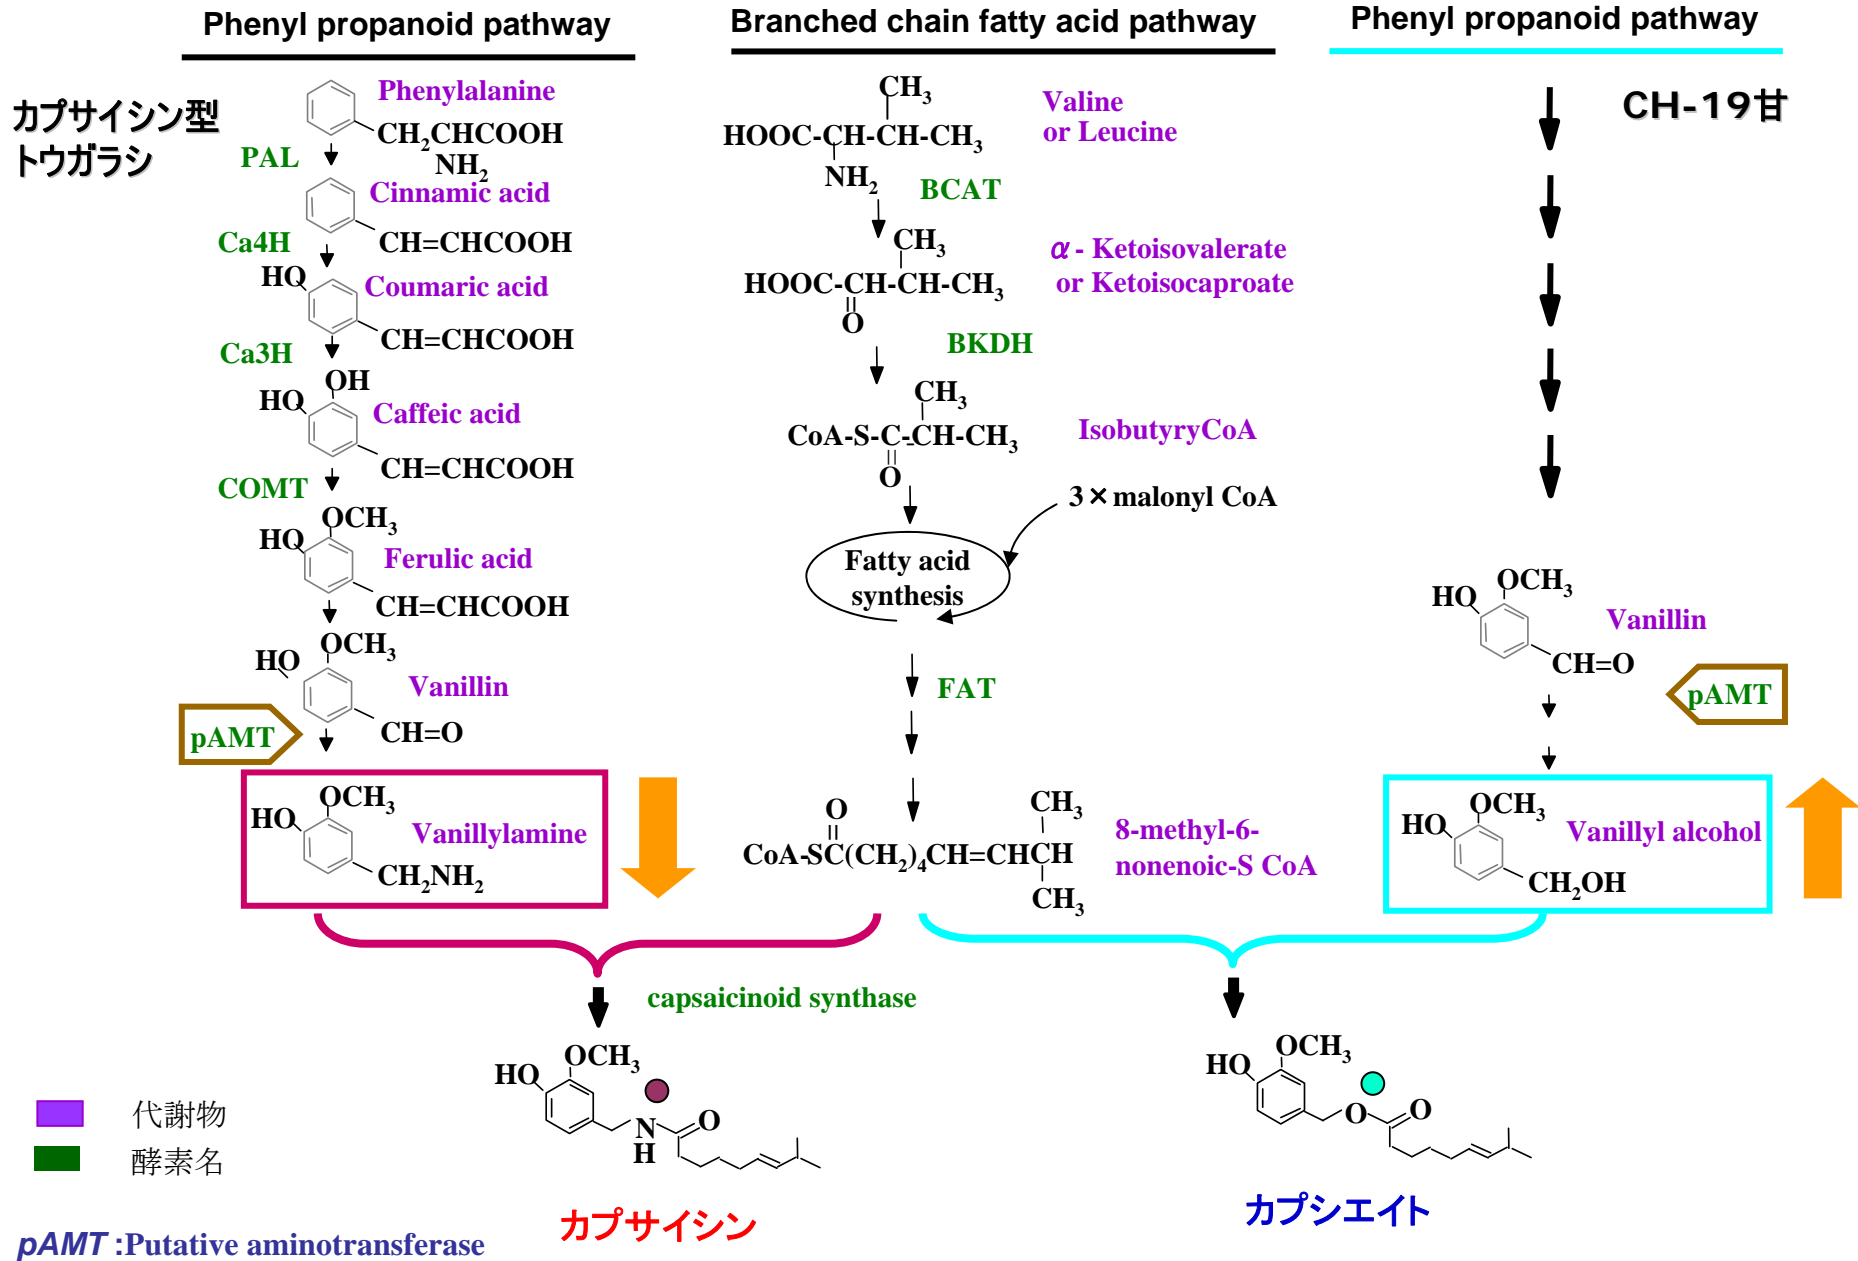 Phenyl propanoid pathway
Branched chain fatty acid pathway
Phenyl propanoid pathway
カプサイシン型
トウガラシ
CH-19甘
Phenylalanine
CH2CHCOOH
NH2
PAL
Cinnamic acid
CH=CHCOOH
Ca4H
HO
Coumaric acid
CH=CHCOOH
Ca3H
OH
HO
Caffeic acid
CH=CHCOOH
COMT
OCH3
HO
Ferulic acid
CH=CHCOOH
OCH3
HO
Vanillin
CH=O
pAMT
OCH3
HO
Vanillylamine
CH2NH2
CH3
HOOC-CH-CH-CH3
NH2
Valine
or Leucine
BCAT
CH3
HOOC-CH-CH-CH3
O
α - Ketoisovalerate
or Ketoisocaproate
BKDH
CH3
CoA-S-C-CH-CH3
O
IsobutyryCoA
3×malonyl CoA
Fatty acid
synthesis
FAT
O
CH3
CoA-SC(CH2)4CH=CHCH
CH3
8-methyl-6-
nonenoic-S CoA
OCH3
HO
Vanillin
CH=O
pAMT
OCH3
HO
Vanillyl alcohol
CH2OH
capsaicinoid synthase
OCH3
HO
N
H
O
カプサイシン
OCH3
HO
O
O
カプシエイト
代謝物
酵素名
pAMT :Putative aminotransferase